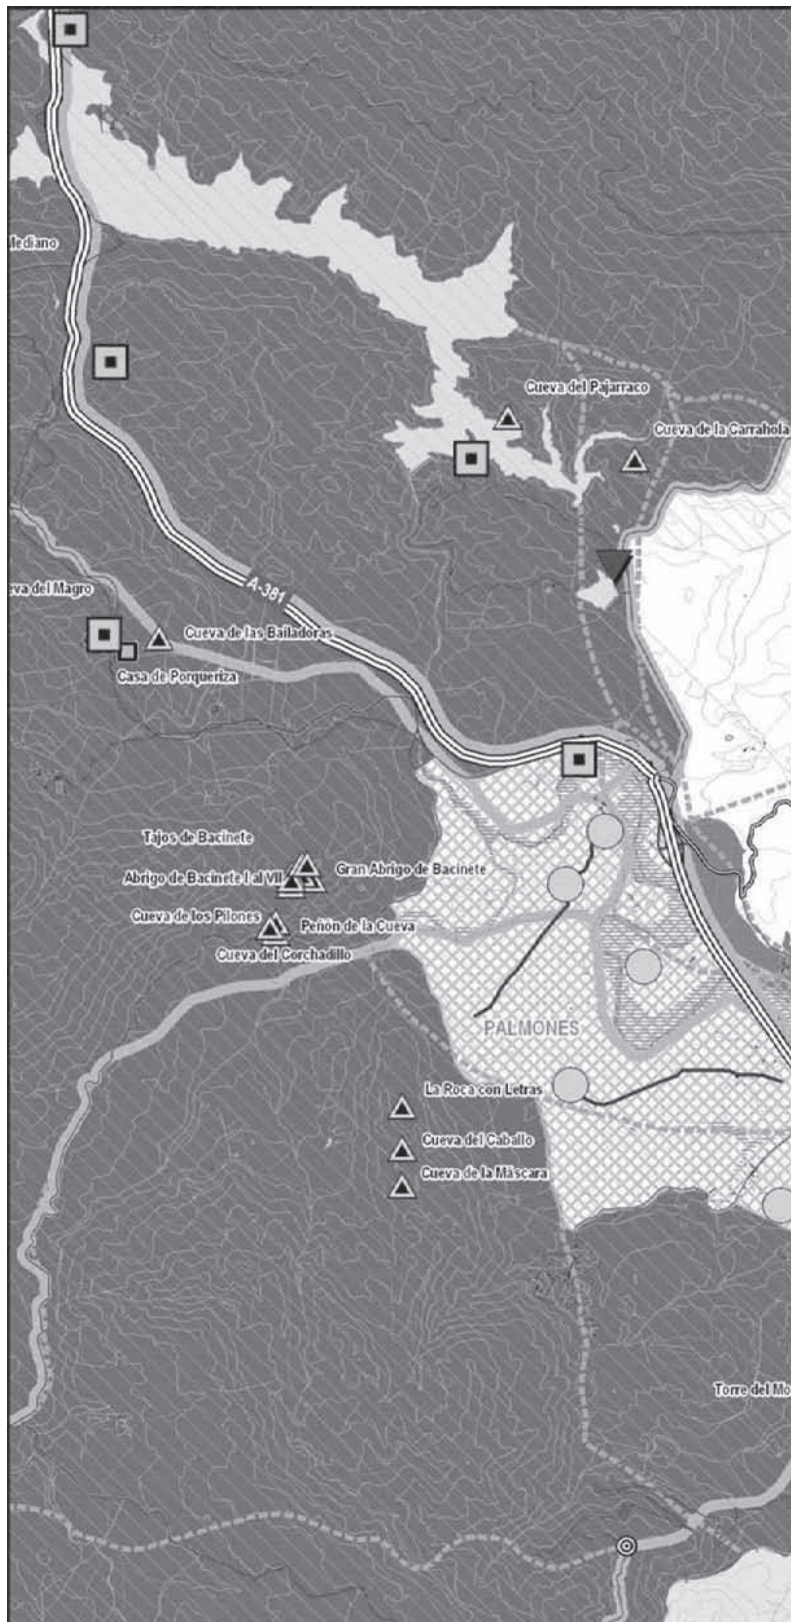 Mediano
Cueva del Pajarraco
Cueva de la Carrahola
A-381
eva del Magro
Cueva de las Bailadoras
Casa de Porqueriza
Tajos de Bacinete
Abrigo de Bacinete I al VII
Gran Abrigo de Bacinete
Cueva de los Pilones
Peñón de la Cueva
Cueva del Corchadillo
PALMONES
La Roca con Letras
Cueva del Caballo
Cueva de la Máscara
Torre del Mo